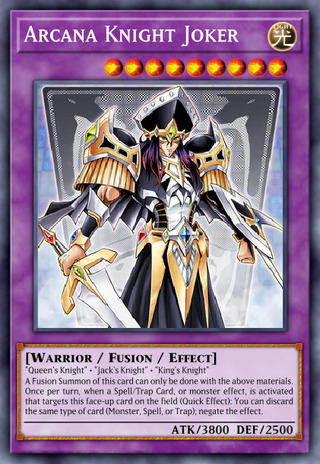 Arcana Knight Joker
LIGHT
光
[Warrior / Fusion / Effect]
"Queen's Knight" + "Jack's Knight" + "King's Knight"
A Fusion Summon of this card can only be done with the above materials.
Once per turn, when a Spell/Trap Card, or monster effect, is activated
that targets this face-up card on the field (Quick Effect): You can discard
the same type of card (Monster, Spell, or Trap); negate the effect.
ATK/3800 DEF/2500